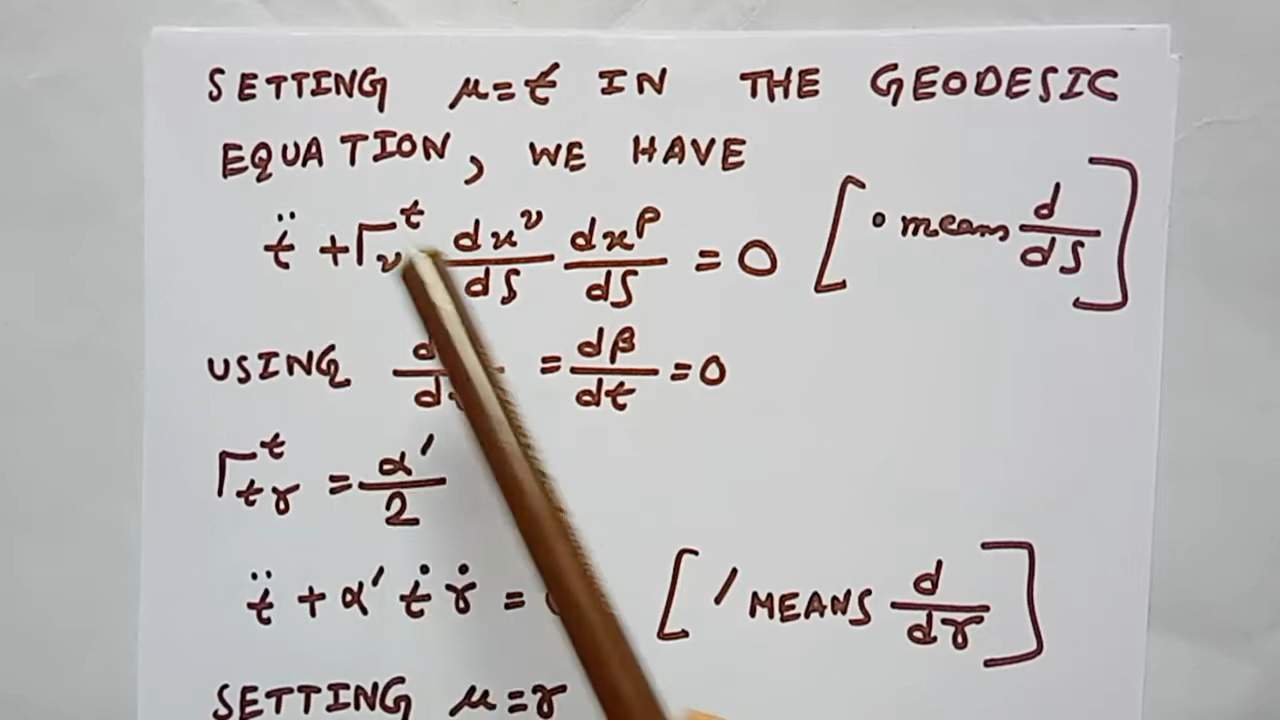 SETTING μ=t IN THE GEODESIC
EQUATION, WE HAVE
ẗ + Γ^t_ν dx^ν/ds dx^ρ/ds = 0 [• means d/ds]
USING = dβ/dt = 0
Γ^t_tr = α'/2
ẗ + α' ṫ ṙ = [' MEANS d/dr]
SETTING μ=r